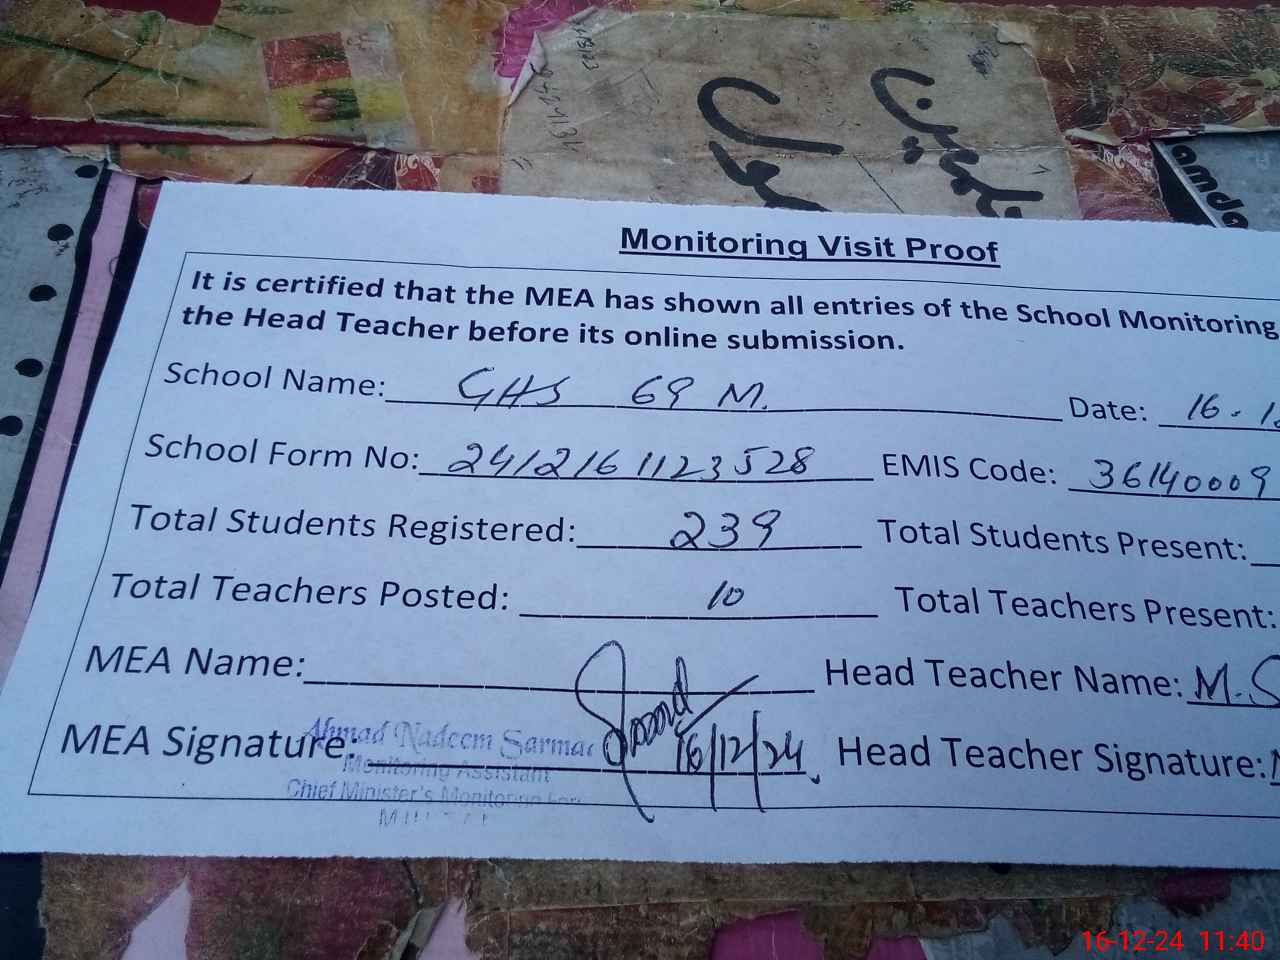 معمول
Monitoring Visit Proof
It is certified that the MEA has shown all entries of the School Monitoring
the Head Teacher before its online submission.
School Name: GHS 69 M. Date: 16.
School Form No: 241216 1123528 EMIS Code: 36140009
Total Students Registered: 239 Total Students Present:
Total Teachers Posted: 10 Total Teachers Present:
MEA Name: Head Teacher Name: M.S
MEA Signature: 16/12/24 Head Teacher Signature:
Ahmad Nadeem Sarmad
Monitoring Assistant
Chief Minister's Monitoring For
16-12-24 11:40